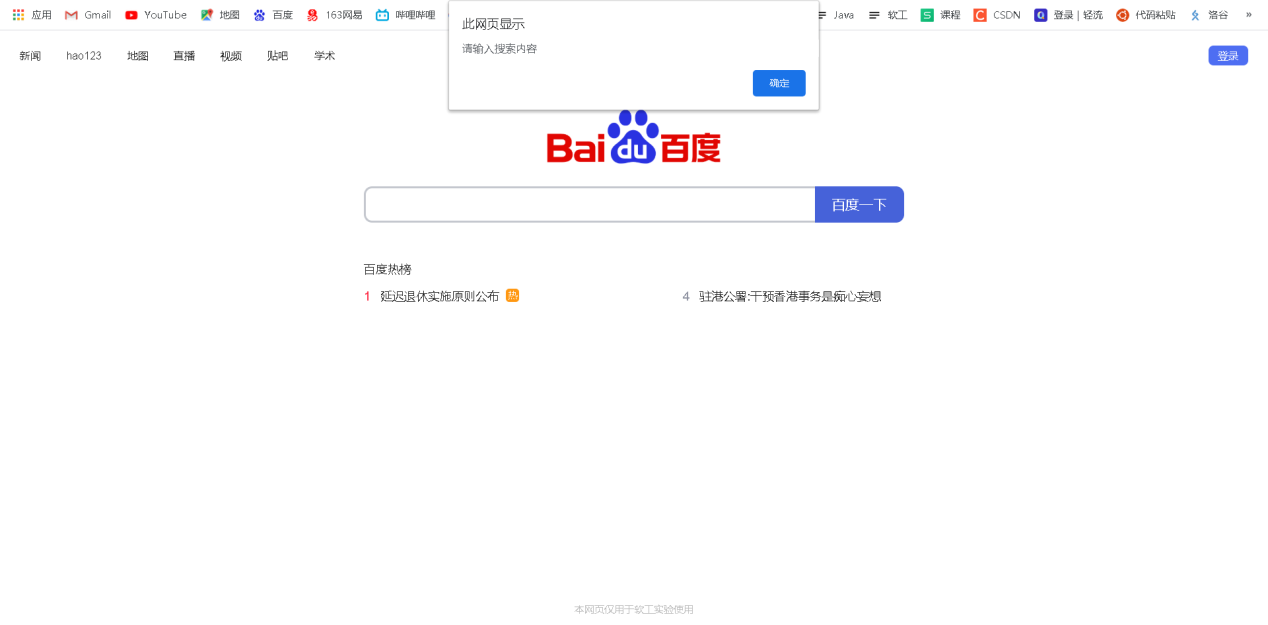 应用 Gmail YouTube 地图 百度 163网易 哔哩哔哩 Java 软工 课程 CSDN 登录 | 轻流 代码粘贴 洛谷 »
此网页显示
请输入搜索内容
确定
新闻 hao123 地图 直播 视频 贴吧 学术 登录
Bai du 百度
百度一下
百度热榜
1 延迟退休实施原则公布 热
4 驻港公署:干预香港事务是痴心妄想
本网页仅用于软工实验使用